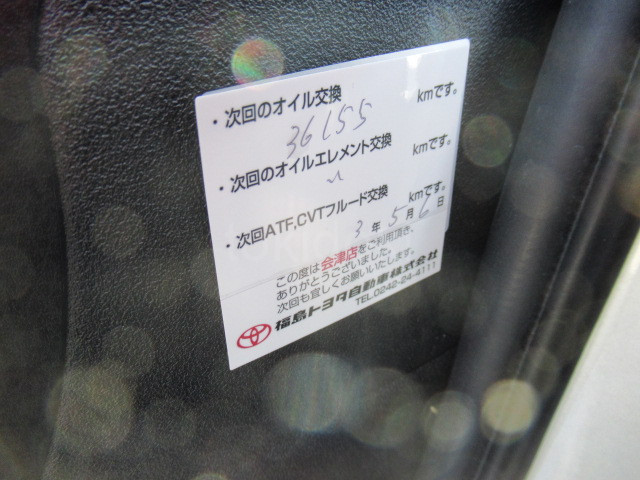 ・次回のオイル交換 kmです。
36155
・次回のオイルエレメント交換 kmです。
・次回ATF,CVTフルード交換 kmです。
3年5月6日
この度は会津店をご利用頂き、
ありがとうございました。
次回も宜しくお願いいたします。
福島トヨタ自動車株式会社
TEL0242-24-4111